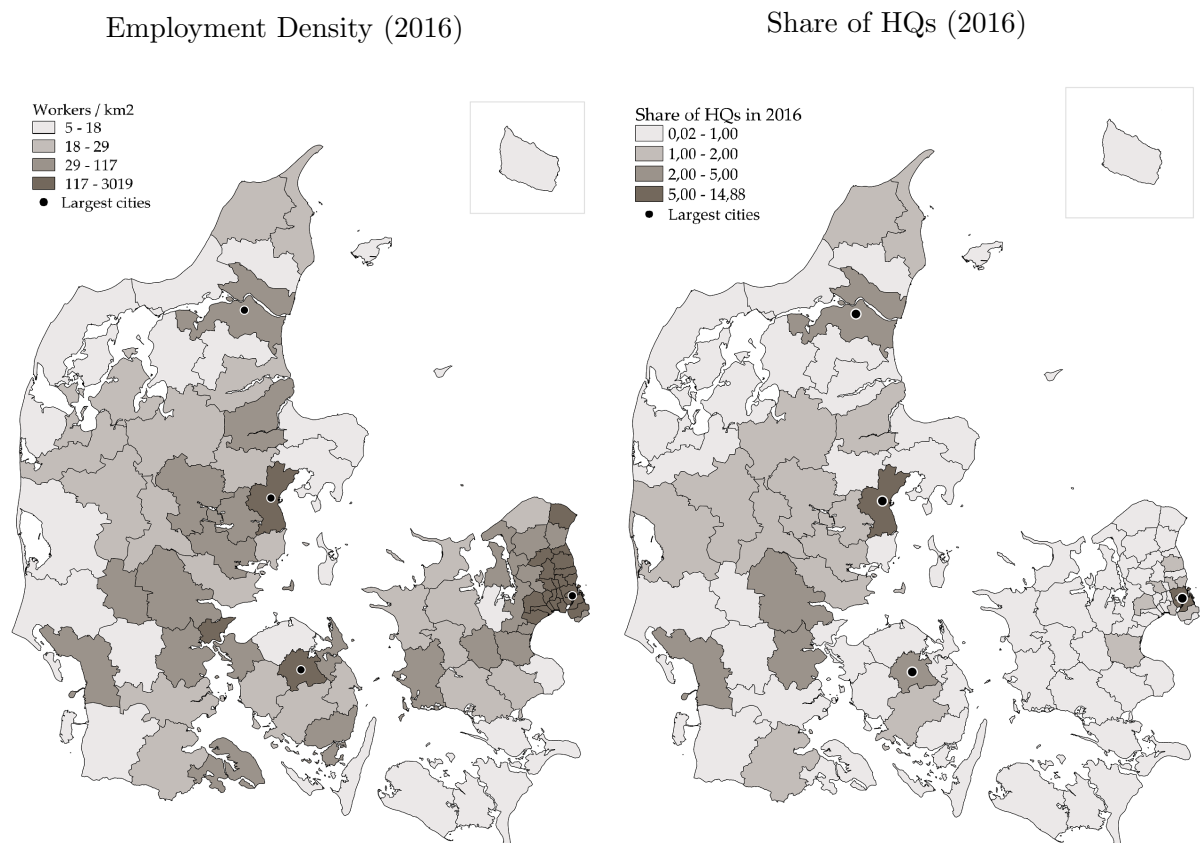 Employment Density (2016)
Share of HQs (2016)
Workers / km2
5 - 18
18 - 29
29 - 117
117 - 3019
Largest cities
Share of HQs in 2016
0,02 - 1,00
1,00 - 2,00
2,00 - 5,00
5,00 - 14,88
Largest cities